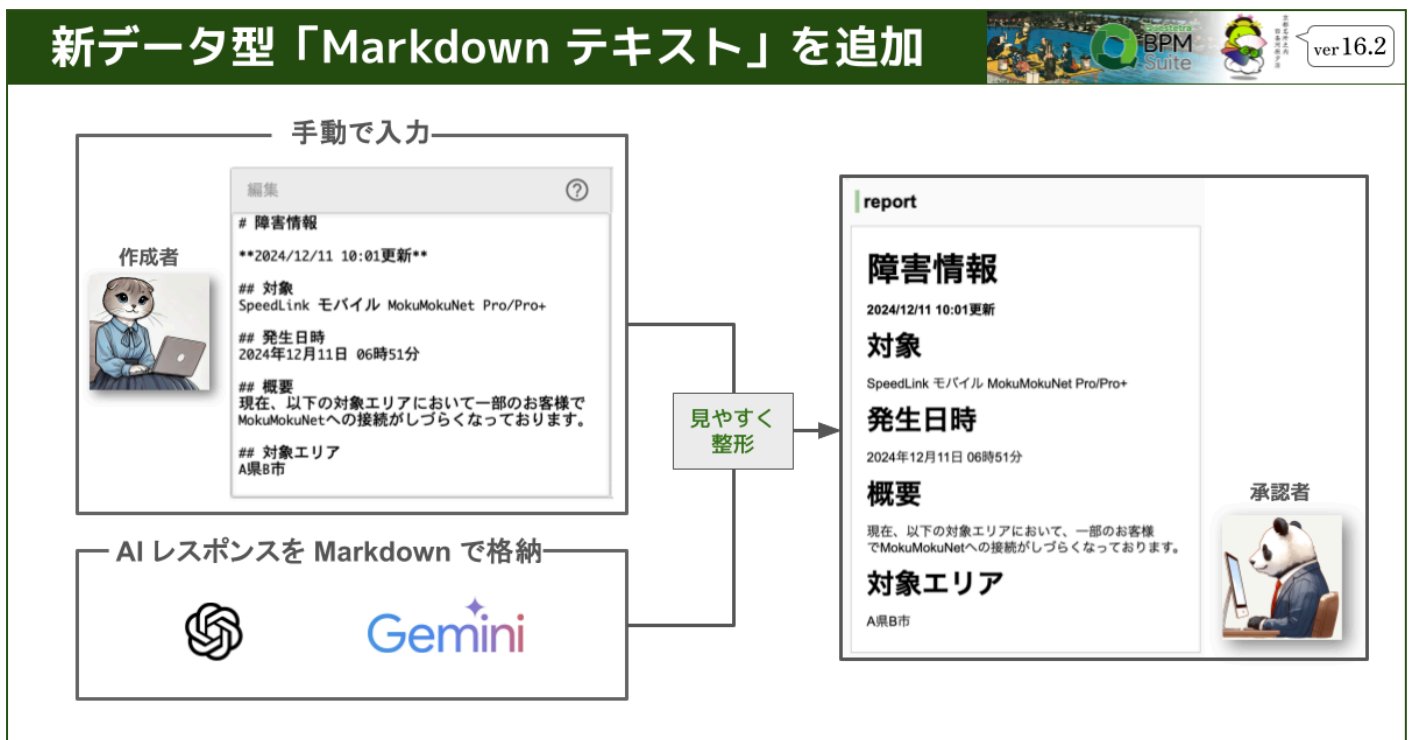 新データ型「Markdown テキスト」を追加
Questetra
BPM
Suite
ver 16.2
手動で入力
編集
作成者
# 障害情報
**2024/12/11 10:01更新**
## 対象
SpeedLink モバイル MokuMokuNet Pro/Pro+
## 発生日時
2024年12月11日 06時51分
## 概要
現在、以下の対象エリアにおいて一部のお客様で
MokuMokuNetへの接続がしづらくなっております。
## 対象エリア
A県B市
AI レスポンスを Markdown で格納
Gemini
見やすく
整形
report
障害情報
2024/12/11 10:01更新
対象
SpeedLink モバイル MokuMokuNet Pro/Pro+
発生日時
2024年12月11日 06時51分
概要
現在、以下の対象エリアにおいて、一部のお客様
でMokuMokuNetへの接続がしづらくなっております。
対象エリア
A県B市
承認者